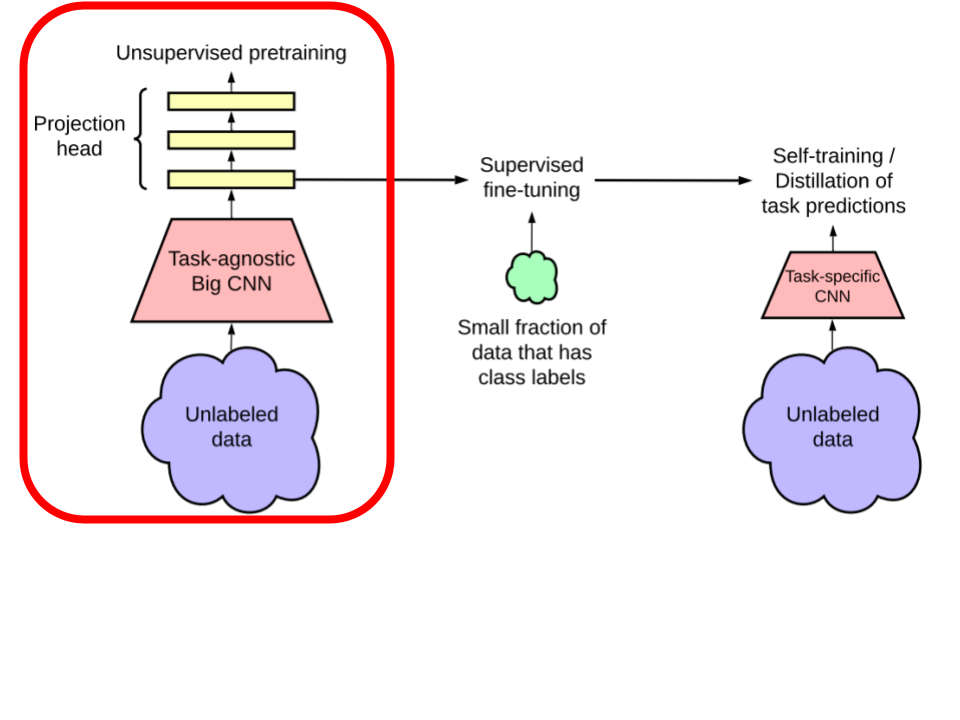 Unsupervised pretraining
Projection
head
Task-agnostic
Big CNN
Unlabeled
data
Supervised
fine-tuning
Small fraction of
data that has
class labels
Self-training /
Distillation of
task predictions
Task-specific
CNN
Unlabeled
data